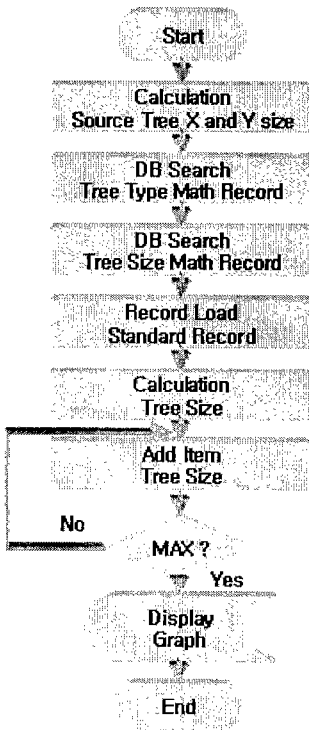 Start
Calculation
Source Tree X and Y size
DB Search
Tree Type Math Record
DB Search
Tree Size Math Record
Record Load
Standard Record
Calculation
Tree Size
Add Item
Tree Size
No
MAX ?
Yes
Display
Graph
End